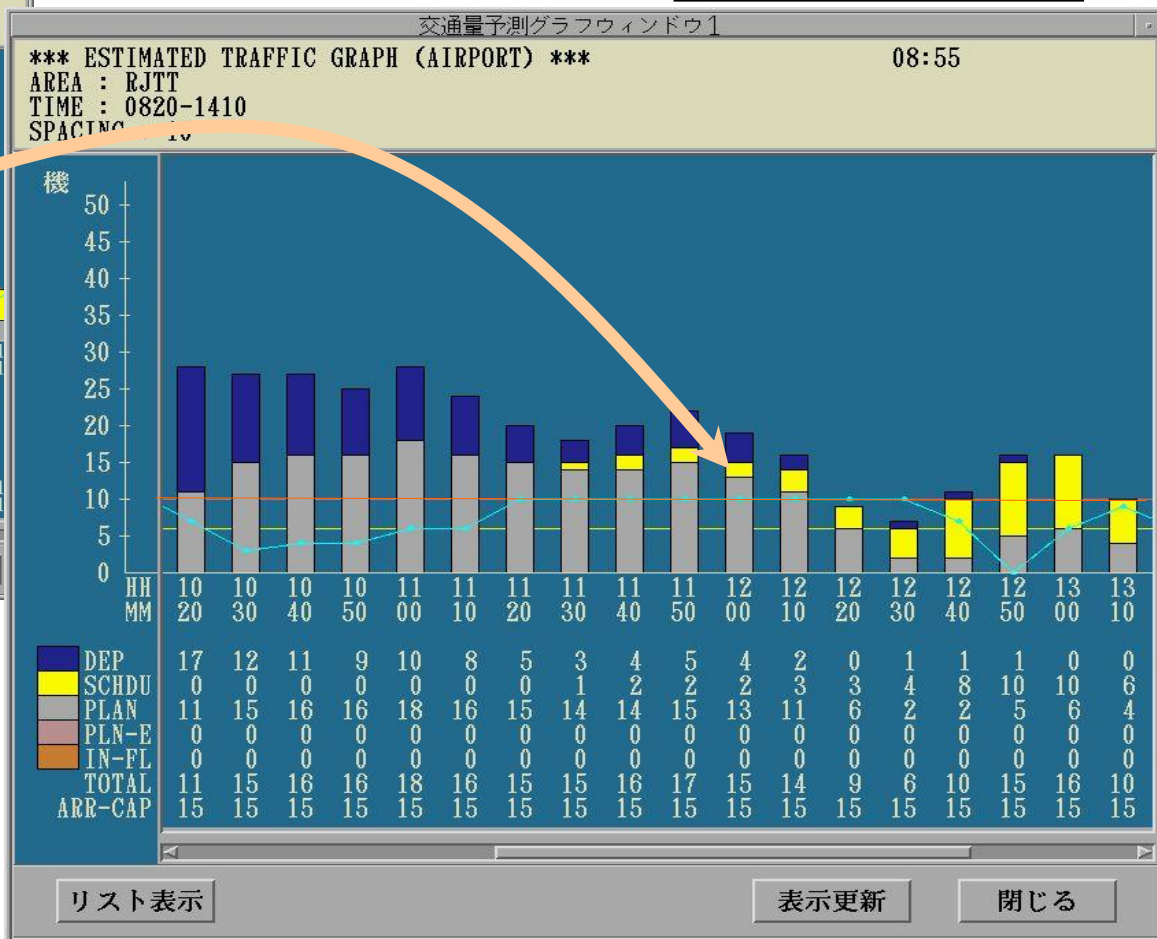 交通量予測グラフウィンドウ1
*** ESTIMATED TRAFFIC GRAPH (AIRPORT) *** 08:55
AREA : RJTT
TIME : 0820-1410
SPACING : 10
機
50
45
40
35
30
25
20
15
10
5
0
HH 10 10 10 10 11 11 11 11 11 11 12 12 12 12 12 12 13 13
MM 20 30 40 50 00 10 20 30 40 50 00 10 20 30 40 50 00 10
DEP 17 12 11 9 10 8 5 3 4 5 4 2 0 1 1 1 0 0
SCHDU 0 0 0 0 0 0 0 1 2 2 2 3 3 4 8 10 10 6
PLAN 11 15 16 16 18 16 15 14 14 15 13 11 6 2 2 5 6 4
PLN-E 0 0 0 0 0 0 0 0 0 0 0 0 0 0 0 0 0 0
IN-FL 0 0 0 0 0 0 0 0 0 0 0 0 0 0 0 0 0 0
TOTAL 11 15 16 16 18 16 15 15 16 17 15 14 9 6 10 15 16 10
ARR-CAP 15 15 15 15 15 15 15 15 15 15 15 15 15 15 15 15 15 15
リスト表示 表示更新 閉じる